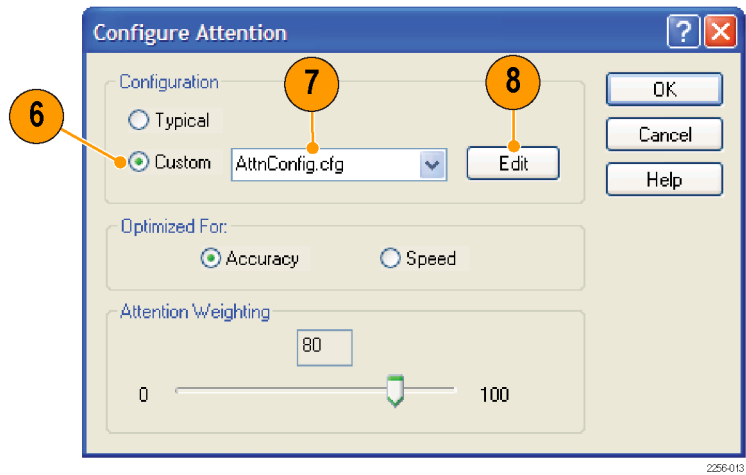 Configure Attention
?
Configuration
7
8
OK
6
Typical
Cancel
Custom
AttnConfig.cfg
Edit
Help
Optimized For:
Accuracy
Speed
Attention Weighting
80
0
100
2256-013